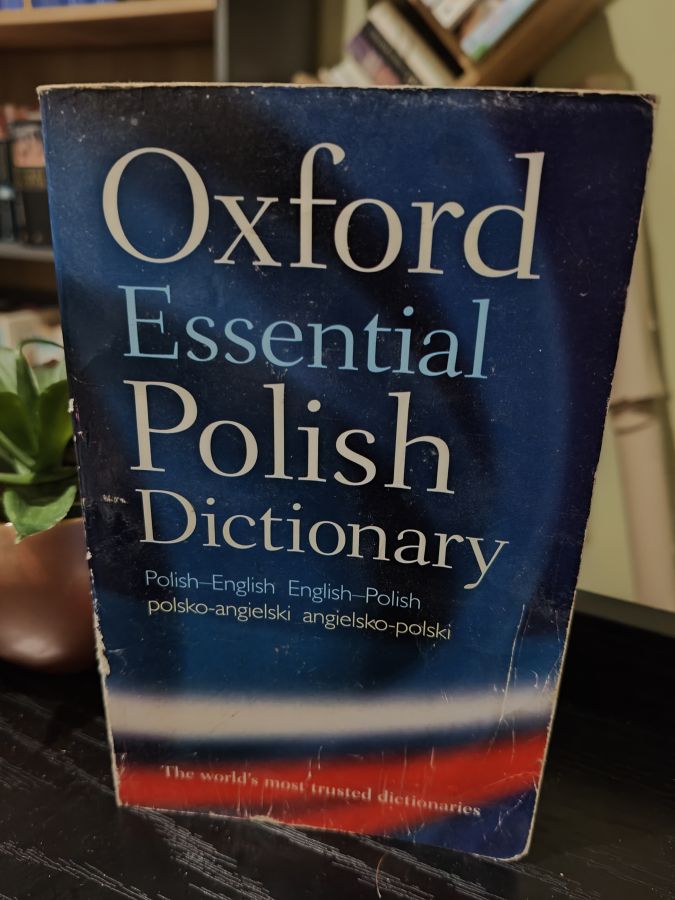 Oxford
Essential
Polish
Dictionary
Polish–English English–Polish
polsko-angielski angielsko-polski
The world's most trusted dictionaries